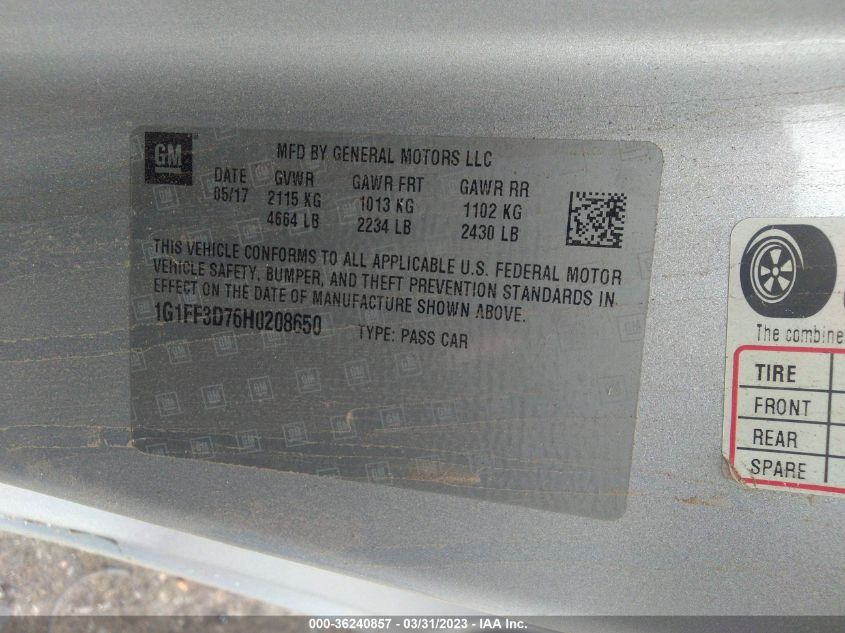 GM
MFD BY GENERAL MOTORS LLC
DATE GVWR GAWR FRT GAWR RR
05/17 2115 KG 1013 KG 1102 KG
4664 LB 2234 LB 2430 LB
THIS VEHICLE CONFORMS TO ALL APPLICABLE U.S. FEDERAL MOTOR
VEHICLE SAFETY, BUMPER, AND THEFT PREVENTION STANDARDS IN
EFFECT ON THE DATE OF MANUFACTURE SHOWN ABOVE.
1G1FF3D76H0208650 TYPE: PASS CAR
The combine
TIRE
FRONT
REAR
SPARE
000-36240857 - 03/31/2023 - IAA Inc.